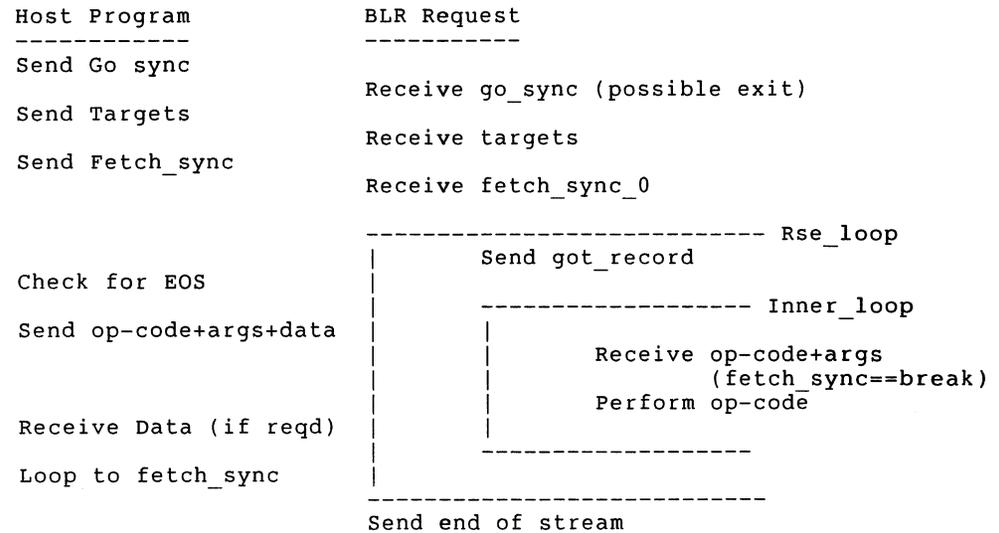 Host Program                BLR Request
------------                -----------
Send Go sync
                            Receive go_sync (possible exit)
Send Targets
                            Receive targets
Send Fetch_sync
                            Receive fetch_sync_0
---------------------------- Rse_loop
Send got_record
Check for EOS
------------------- Inner_loop
Send op-code+args+data
Receive op-code+args
(fetch_sync==break)
Perform op-code
Receive Data (if reqd)
-------------------
Loop to fetch_sync
----------------------------
Send end of stream